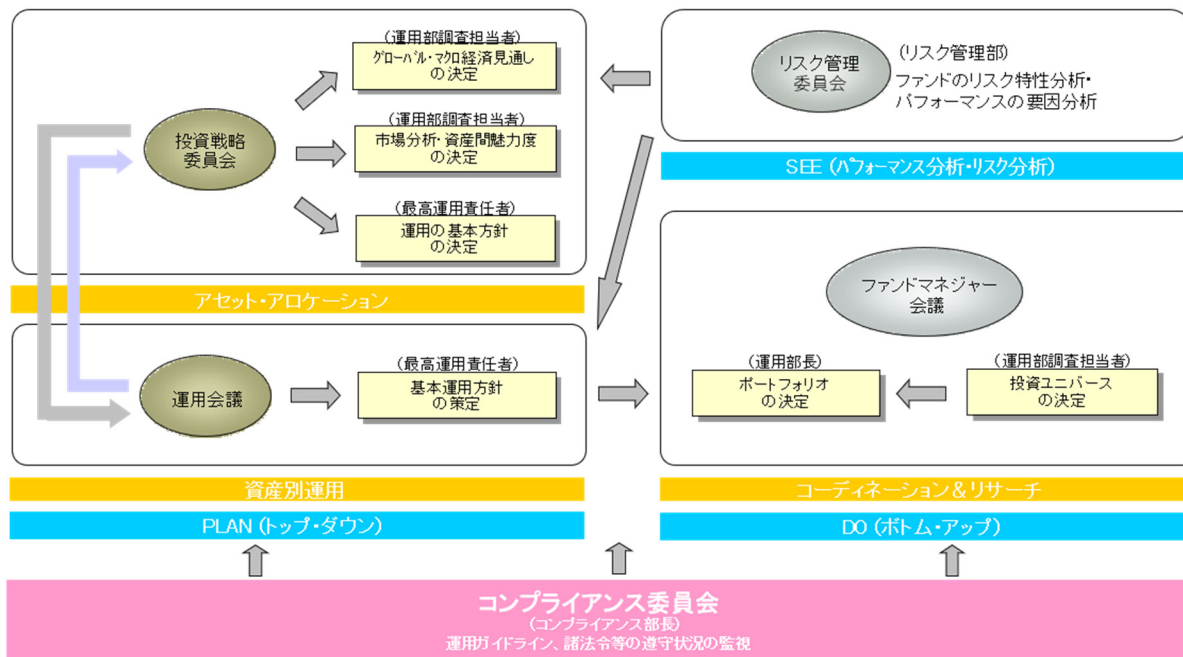 (運用部調査担当者)
グローバル・マクロ経済見通し
の決定
(運用部調査担当者)
市場分析・資産間魅力度
の決定
(最高運用責任者)
運用の基本方針
の決定
投資戦略
委員会
アセット・アロケーション
リスク管理
委員会
(リスク管理部)
ファンドのリスク特性分析・
パフォーマンスの要因分析
SEE (パフォーマンス分析・リスク分析)
運用会議
(最高運用責任者)
基本運用方針
の策定
資産別運用
PLAN (トップ・ダウン)
ファンドマネジャー
会議
(運用部長)
ポートフォリオ
の決定
(運用部調査担当者)
投資ユニバース
の決定
コーディネーション&リサーチ
DO (ボトム・アップ)
コンプライアンス委員会
(コンプライアンス部長)
運用ガイドライン、諸法令等の遵守状況の監視